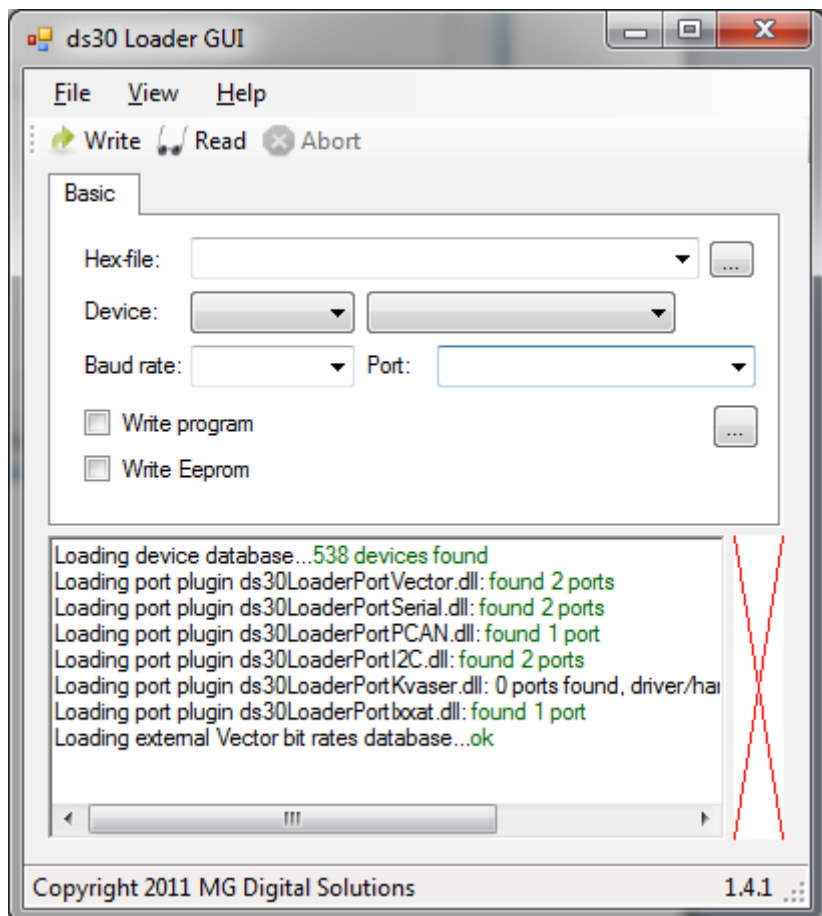 ds30 Loader GUI
File View Help
Write Read Abort
Basic
Hex-file: ...
Device:
Baud rate: Port:
Write program ...
Write Eeprom
Loading device database...538 devices found
Loading port plugin ds30LoaderPortVector.dll: found 2 ports
Loading port plugin ds30LoaderPortSerial.dll: found 2 ports
Loading port plugin ds30LoaderPortPCAN.dll: found 1 port
Loading port plugin ds30LoaderPortI2C.dll: found 2 ports
Loading port plugin ds30LoaderPortKvaser.dll: 0 ports found, driver/har
Loading port plugin ds30LoaderPortIxxat.dll: found 1 port
Loading external Vector bit rates database...ok
Copyright 2011 MG Digital Solutions 1.4.1